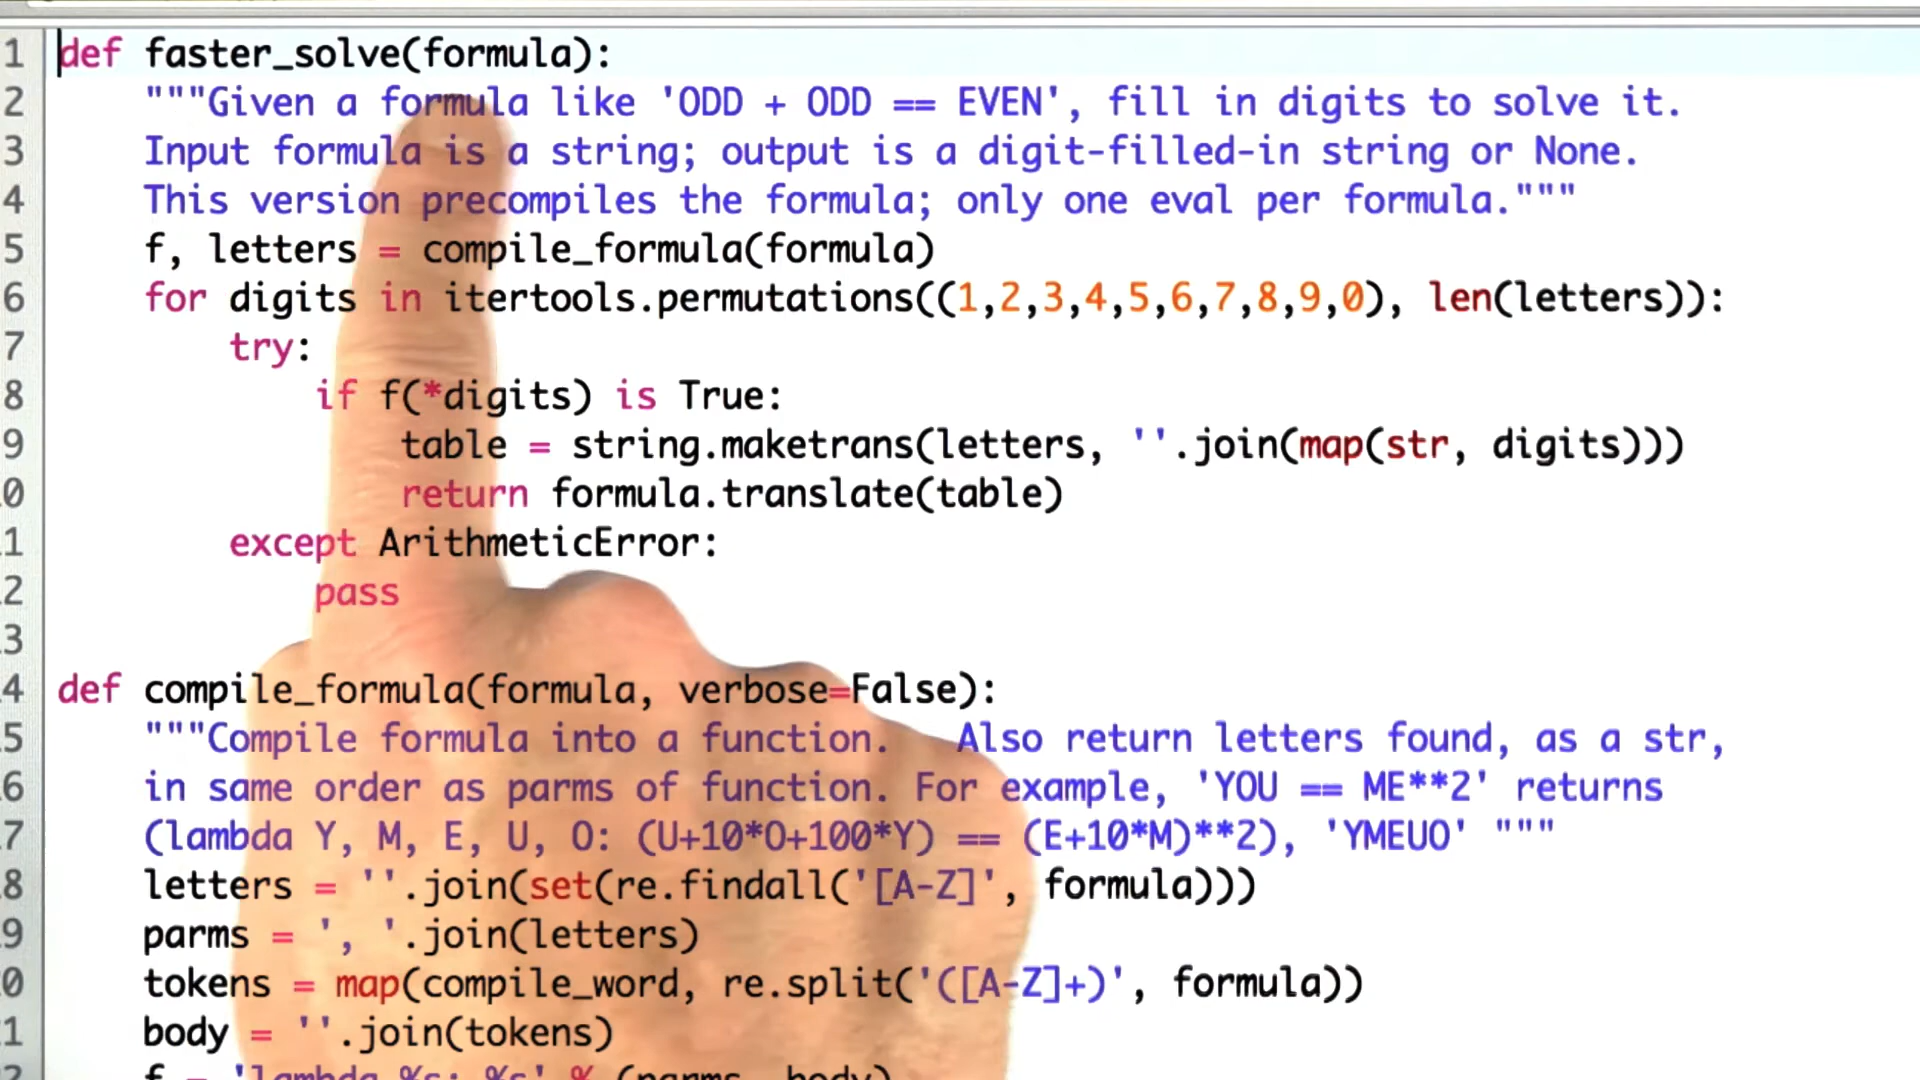 1 def faster_solve(formula):
2 """Given a formula like 'ODD + ODD == EVEN', fill in digits to solve it.
3 Input formula is a string; output is a digit-filled-in string or None.
4 This version precompiles the formula; only one eval per formula."""
5 f, letters = compile_formula(formula)
6 for digits in itertools.permutations((1,2,3,4,5,6,7,8,9,0), len(letters)):
7 try:
8 if f(*digits) is True:
9 table = string.maketrans(letters, ''.join(map(str, digits)))
0 return formula.translate(table)
1 except ArithmeticError:
2 pass
3
4 def compile_formula(formula, verbose=False):
5 """Compile formula into a function. Also return letters found, as a str,
6 in same order as parms of function. For example, 'YOU == ME**2' returns
7 (lambda Y, M, E, U, O: (U+10*O+100*Y) == (E+10*M)**2), 'YMEUO' """
8 letters = ''.join(set(re.findall('[A-Z]', formula)))
9 parms = ', '.join(letters)
0 tokens = map(compile_word, re.split('([A-Z]+)', formula))
1 body = ''.join(tokens)
2 f = 'lambda %s: %s' % (parms, body)